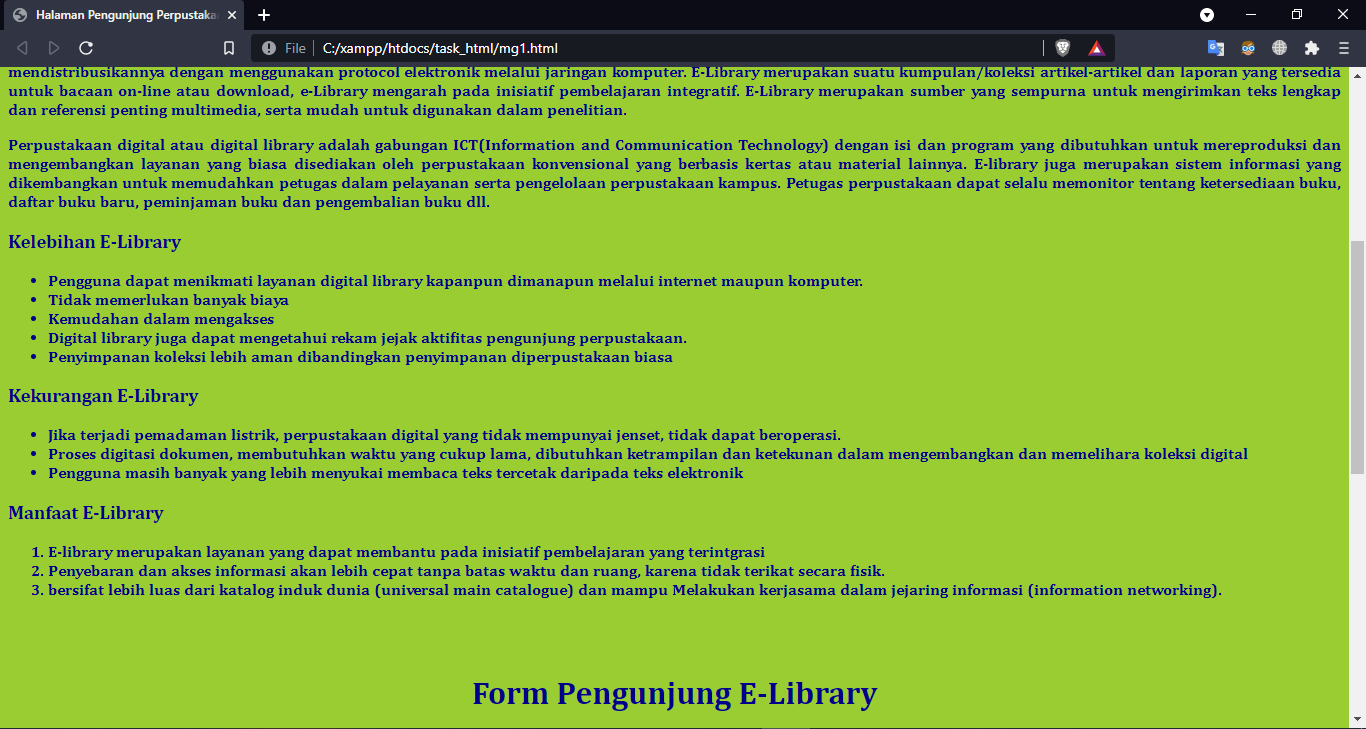 Halaman Pengunjung Perpustaka
File
C:/xampp/htdocs/task_html/mg1.html
mendistribusikannya dengan menggunakan protocol elektronik melalui jaringan komputer. E-Library merupakan suatu kumpulan/koleksi artikel-artikel dan laporan yang tersedia
untuk bacaan on-line atau download, e-Library mengarah pada inisiatif pembelajaran integratif. E-Library merupakan sumber yang sempurna untuk mengirimkan teks lengkap
dan referensi penting multimedia, serta mudah untuk digunakan dalam penelitian.
Perpustakaan digital atau digital library adalah gabungan ICT(Information and Communication Technology) dengan isi dan program yang dibutuhkan untuk mereproduksi dan
mengembangkan layanan yang biasa disediakan oleh perpustakaan konvensional yang berbasis kertas atau material lainnya. E-library juga merupakan sistem informasi yang
dikembangkan untuk memudahkan petugas dalam pelayanan serta pengelolaan perpustakaan kampus. Petugas perpustakaan dapat selalu memonitor tentang ketersediaan buku,
daftar buku baru, peminjaman buku dan pengembalian buku dll.
Kelebihan E-Library
• Pengguna dapat menikmati layanan digital library kapanpun dimanapun melalui internet maupun komputer.
• Tidak memerlukan banyak biaya
• Kemudahan dalam mengakses
• Digital library juga dapat mengetahui rekam jejak aktifitas pengunjung perpustakaan.
• Penyimpanan koleksi lebih aman dibandingkan penyimpanan diperpustakaan biasa
Kekurangan E-Library
• Jika terjadi pemadaman listrik, perpustakaan digital yang tidak mempunyai jenset, tidak dapat beroperasi.
• Proses digitasi dokumen, membutuhkan waktu yang cukup lama, dibutuhkan ketrampilan dan ketekunan dalam mengembangkan dan memelihara koleksi digital
• Pengguna masih banyak yang lebih menyukai membaca teks tercetak daripada teks elektronik
Manfaat E-Library
1. E-library merupakan layanan yang dapat membantu pada inisiatif pembelajaran yang terintgrasi
2. Penyebaran dan akses informasi akan lebih cepat tanpa batas waktu dan ruang, karena tidak terikat secara fisik.
3. bersifat lebih luas dari katalog induk dunia (universal main catalogue) dan mampu Melakukan kerjasama dalam jejaring informasi (information networking).
Form Pengunjung E-Library